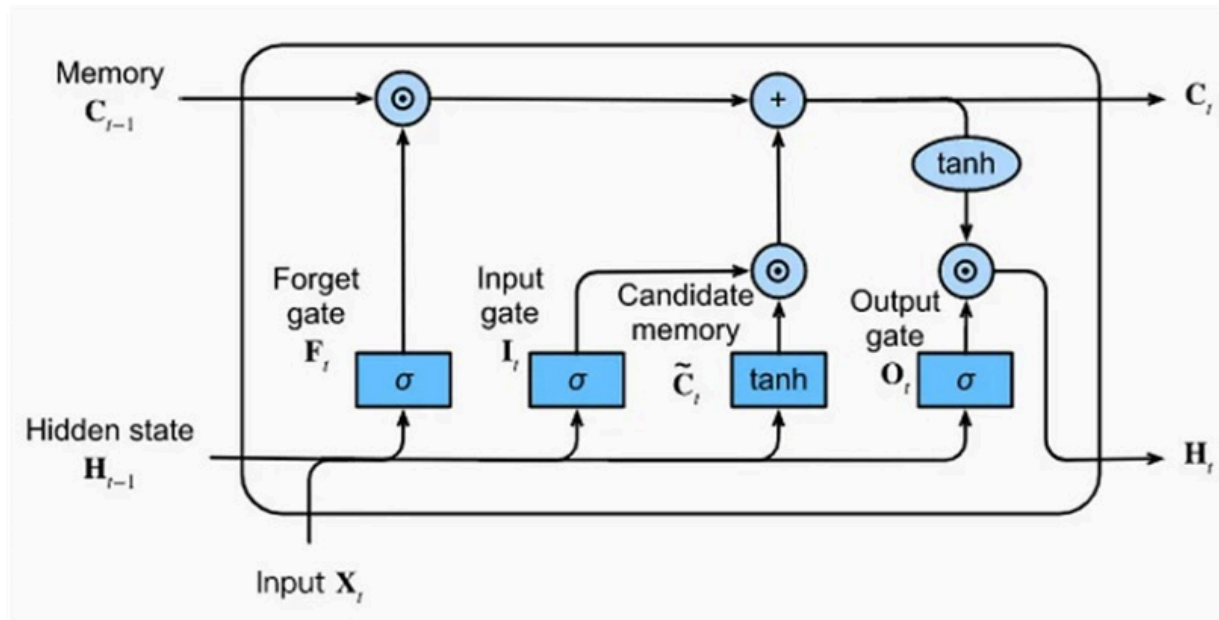 Memory
C_{t−1}
⊙
+
C_t
tanh
Forget
gate
F_t
Input
gate
I_t
⊙
Candidate
memory
C̃_t
Output
gate
O_t
⊙
σ
σ
tanh
σ
Hidden state
H_{t−1}
H_t
Input X_t